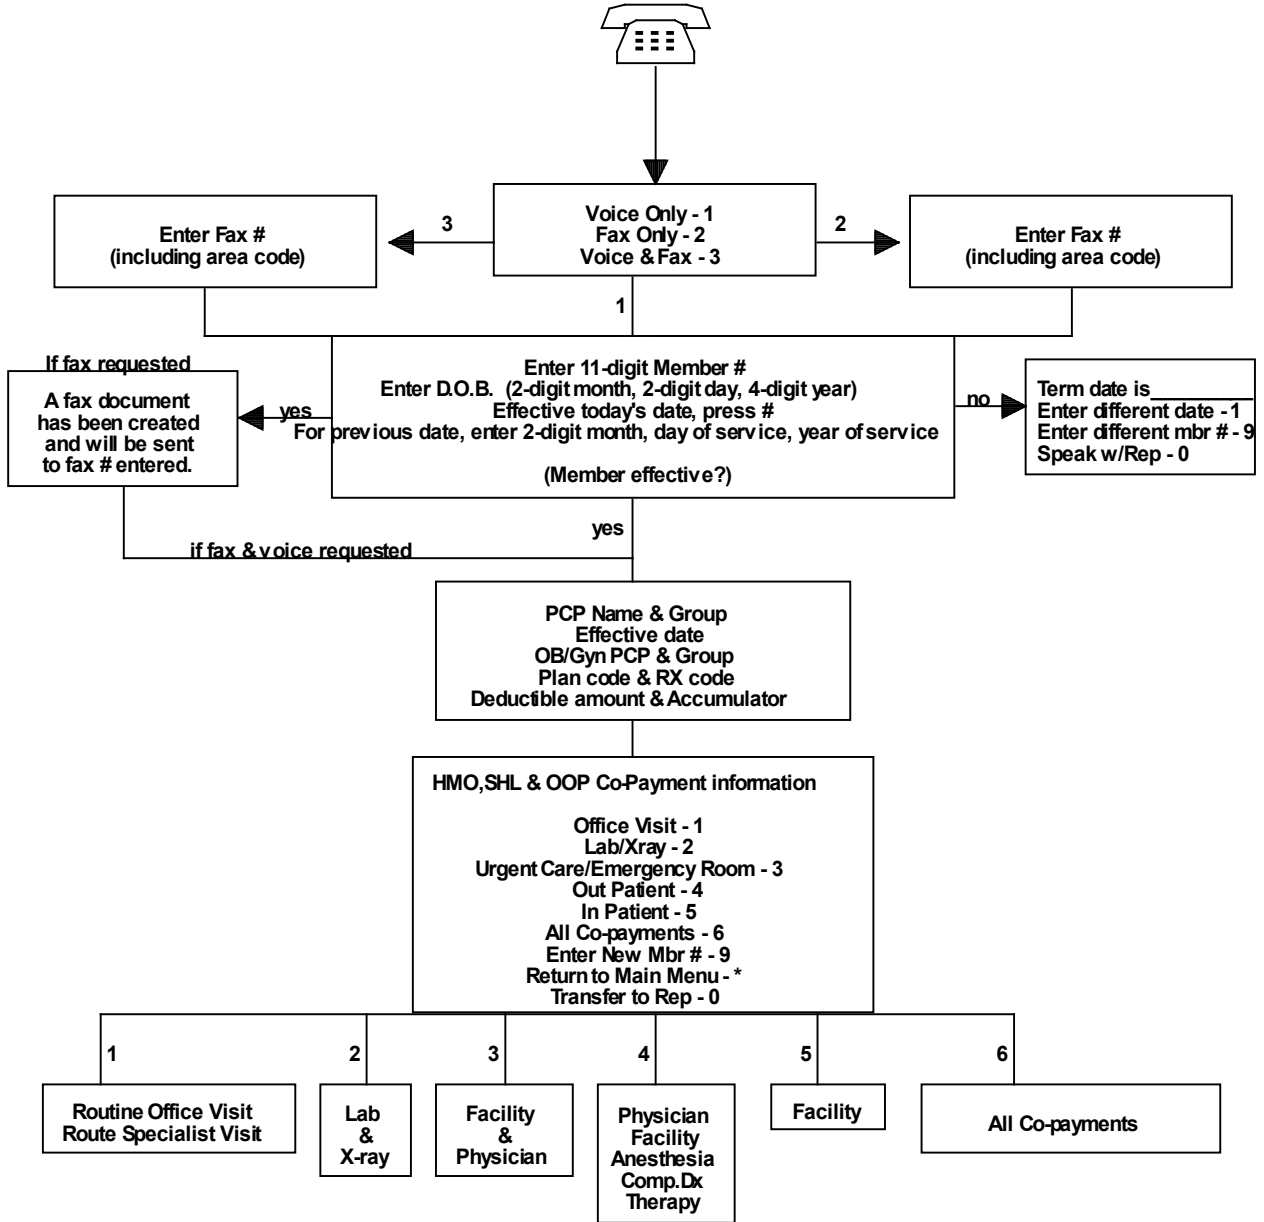 Voice Only - 1
Fax Only - 2
Voice & Fax - 3
3
2
1
Enter Fax #
(including area code)
Enter Fax #
(including area code)
If fax requested
A fax document
has been created
and will be sent
to fax # entered.
yes
Enter 11-digit Member #
Enter D.O.B. (2-digit month, 2-digit day, 4-digit year)
Effective today's date, press #
For previous date, enter 2-digit month, day of service, year of service
(Member effective?)
no
Term date is_________
Enter different date - 1
Enter different mbr # - 9
Speak w/Rep - 0
yes
if fax & voice requested
PCP Name & Group
Effective date
OB/Gyn PCP & Group
Plan code & RX code
Deductible amount & Accumulator
HMO,SHL & OOP Co-Payment information
Office Visit - 1
Lab/Xray - 2
Urgent Care/Emergency Room - 3
Out Patient - 4
In Patient - 5
All Co-payments - 6
Enter New Mbr # - 9
Return to Main Menu - *
Transfer to Rep - 0
1
2
3
4
5
6
Routine Office Visit
Route Specialist Visit
Lab
&
X-ray
Facility
&
Physician
Physician
Facility
Anesthesia
Comp.Dx
Therapy
Facility
All Co-payments